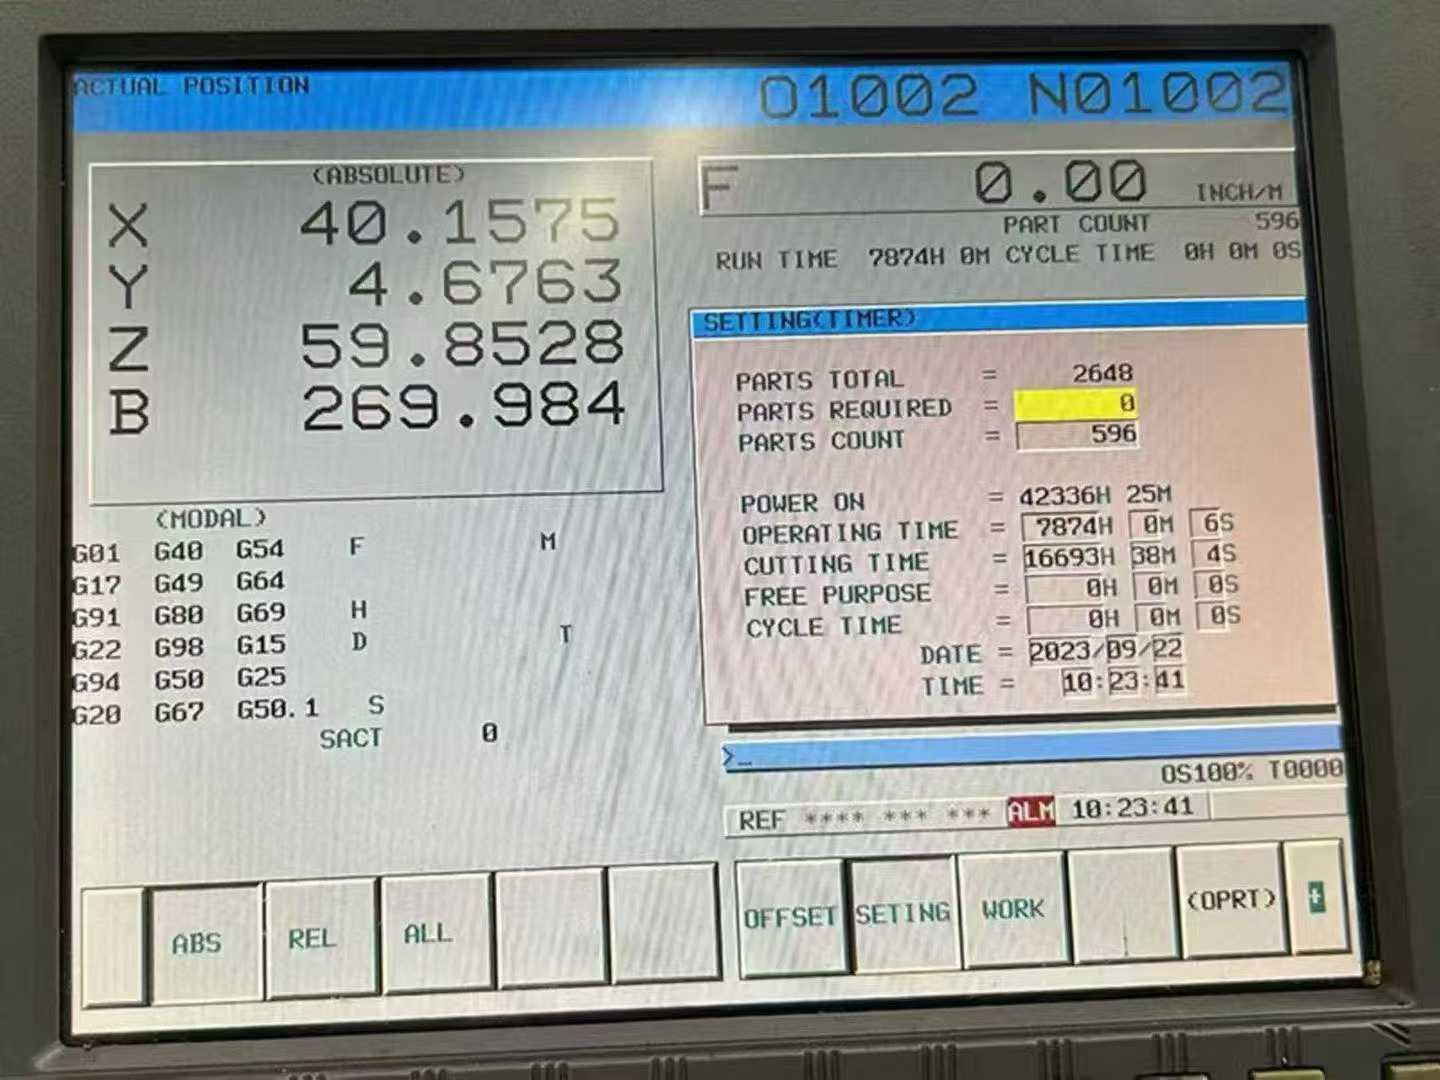 ACTUAL POSITION
O1002 N01002
(ABSOLUTE)
X 40.1575
Y 4.6763
Z 59.8528
B 269.984
(MODAL)
G01 G40 G54 F M
G17 G49 G64
G91 G80 G69 H
G22 G98 G15 D T
G94 G50 G25
G20 G67 G50.1 S
SACT 0
F 0.00 INCH/M
PART COUNT 596
RUN TIME 7874H 0M CYCLE TIME 0H 0M 0S
SETTING(TIMER)
PARTS TOTAL = 2648
PARTS REQUIRED = 0
PARTS COUNT = 596
POWER ON = 42336H 25M
OPERATING TIME = 7874H 0M 6S
CUTTING TIME = 16693H 38M 4S
FREE PURPOSE = 0H 0M 0S
CYCLE TIME = 0H 0M 0S
DATE = 2023/09/22
TIME = 10:23:41
>_
OS100% T0000
REF **** *** *** ALM 10:23:41
ABS REL ALL
OFFSET SETING WORK (OPRT) +